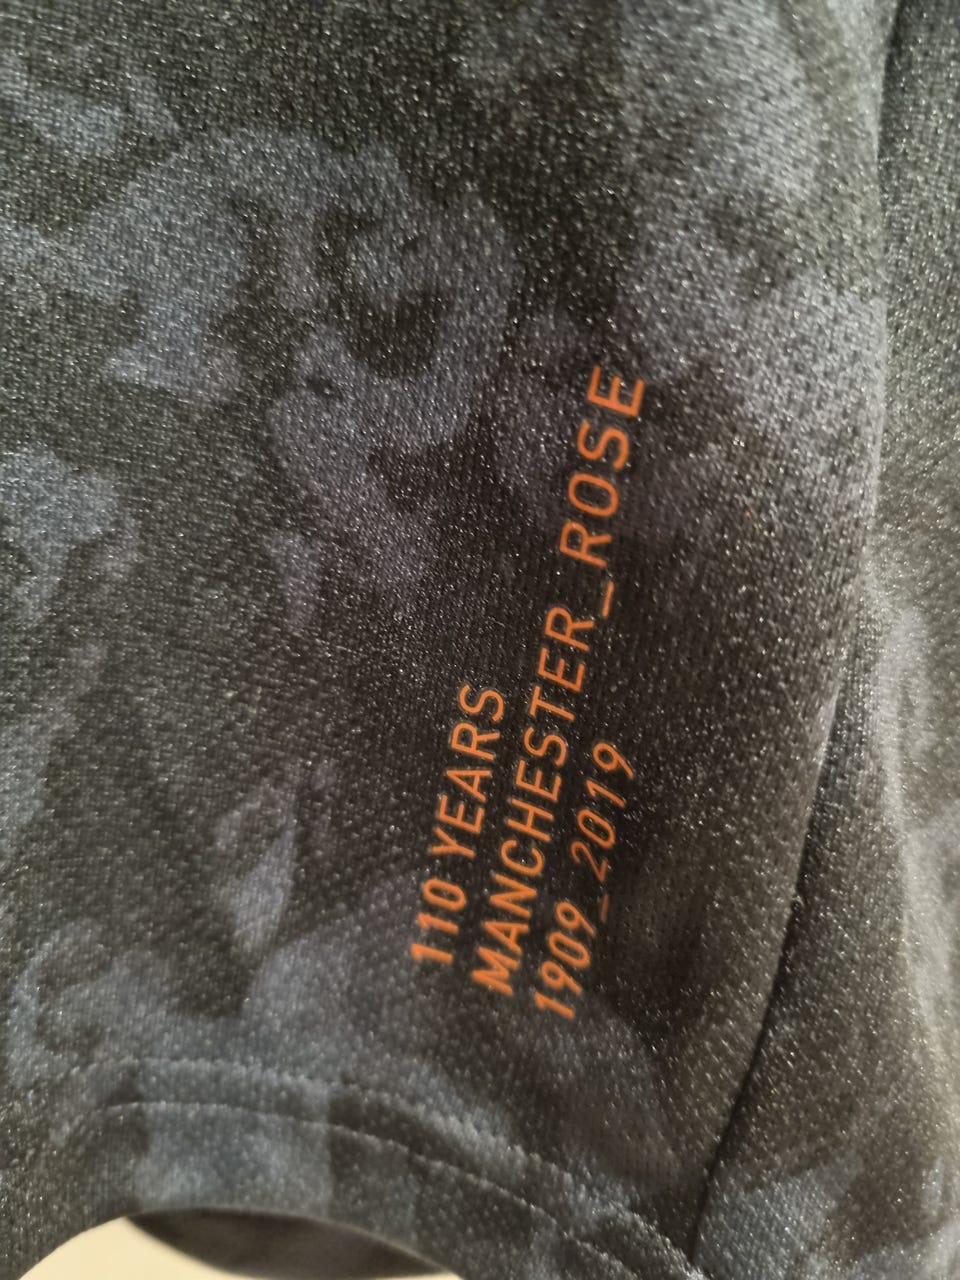 110 YEARS
MANCHESTER_ROSE
1909_2019